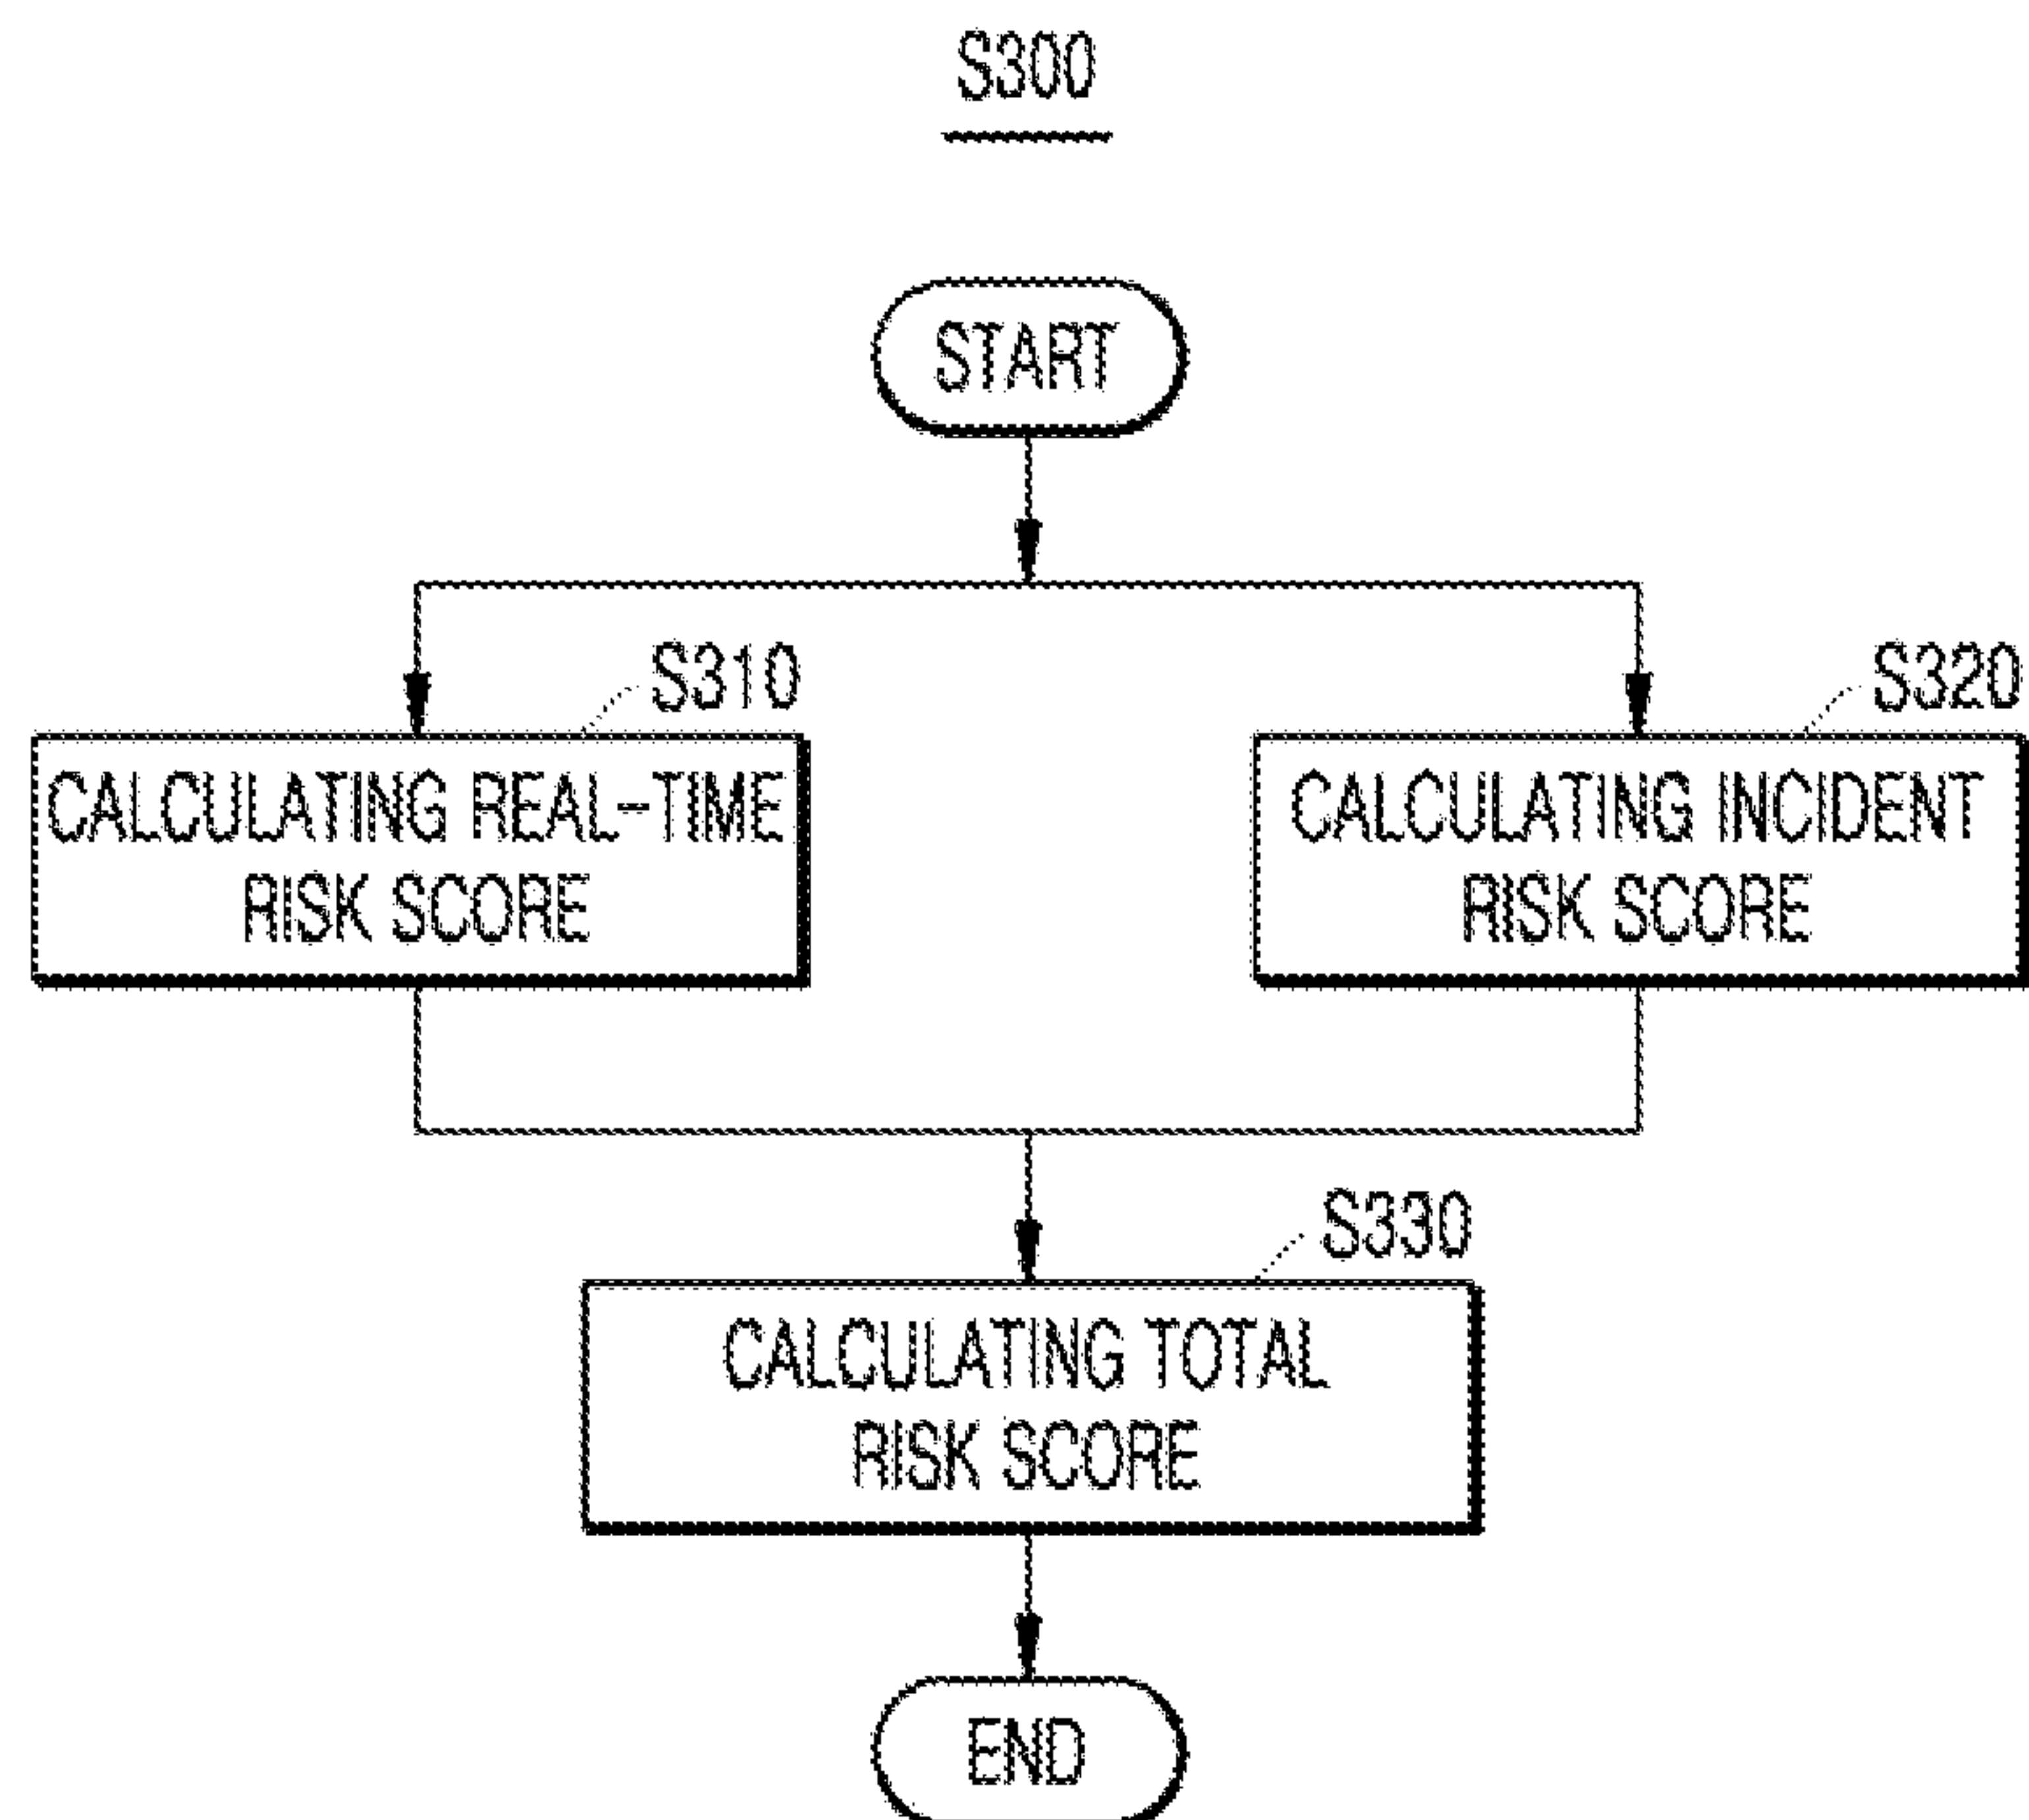 S300
START
S310
S320
CALCULATING REAL-TIME
RISK SCORE
CALCULATING INCIDENT
RISK SCORE
S330
CALCULATING TOTAL
RISK SCORE
END